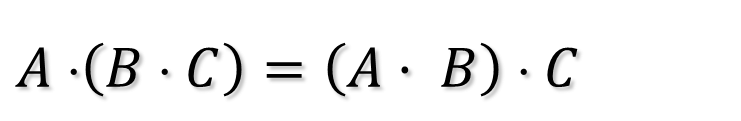 A ·(B · C) = (A · B) · C